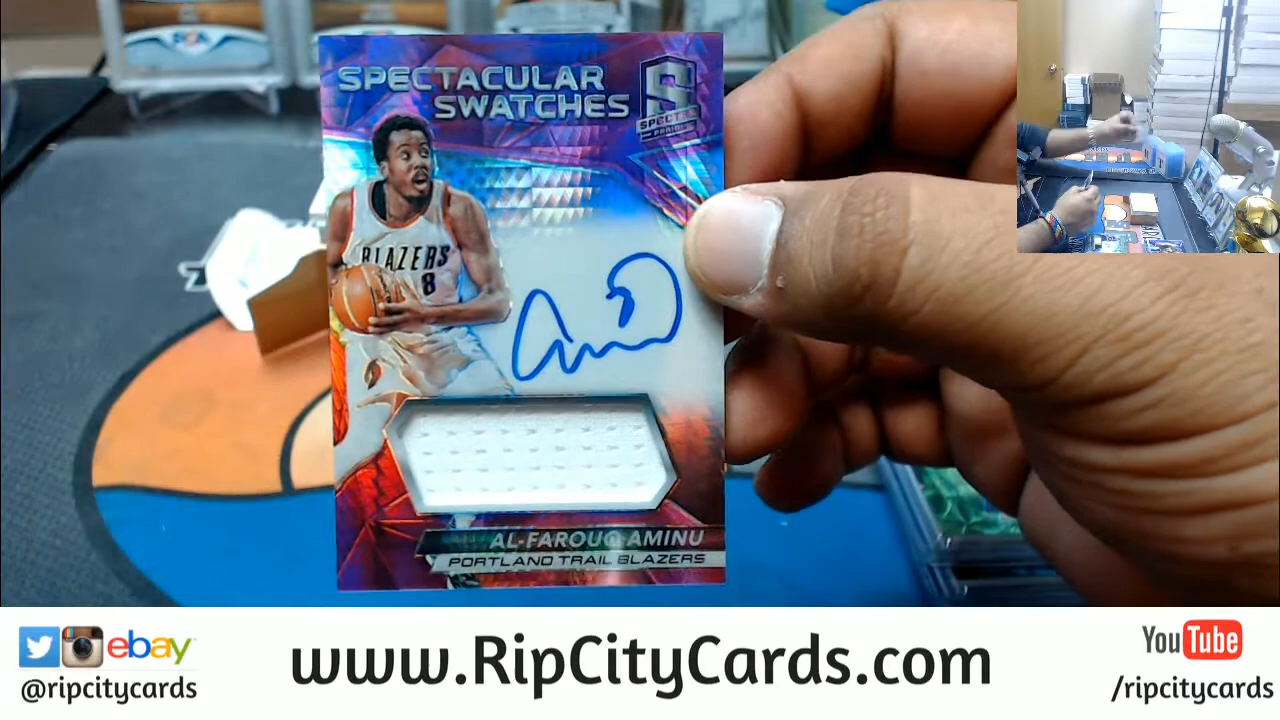 SPECTACULAR
SWATCHES
S
SPECTRA
PANINI
BLAZERS
8
AL-FAROUQ AMINU
PORTLAND TRAIL BLAZERS
ebay
@ripcitycards
www.RipCityCards.com
YouTube
/ripcitycards